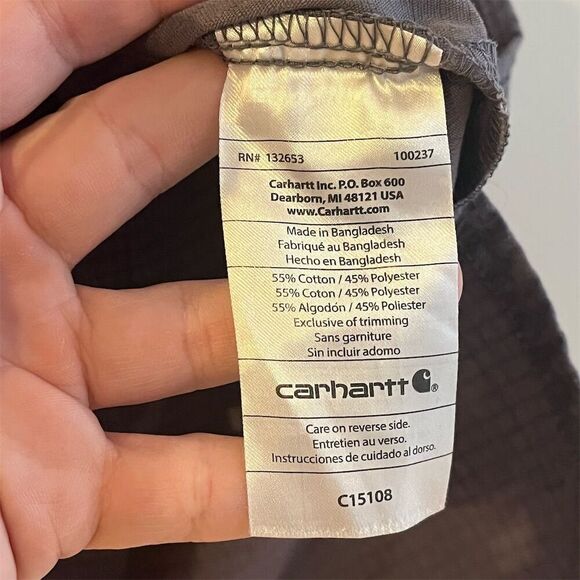 RN# 132653 100237
Carhartt Inc. P.O. Box 600
Dearborn, MI 48121 USA
www.Carhartt.com
Made in Bangladesh
Fabriqué au Bangladesh
Hecho en Bangladesh
55% Cotton / 45% Polyester
55% Coton / 45% Polyester
55% Algodón / 45% Poliester
Exclusive of trimming
Sans garniture
Sin incluir adorno
carhartt ®
Care on reverse side.
Entretien au verso.
Instrucciones de cuidado al dorso.
C15108